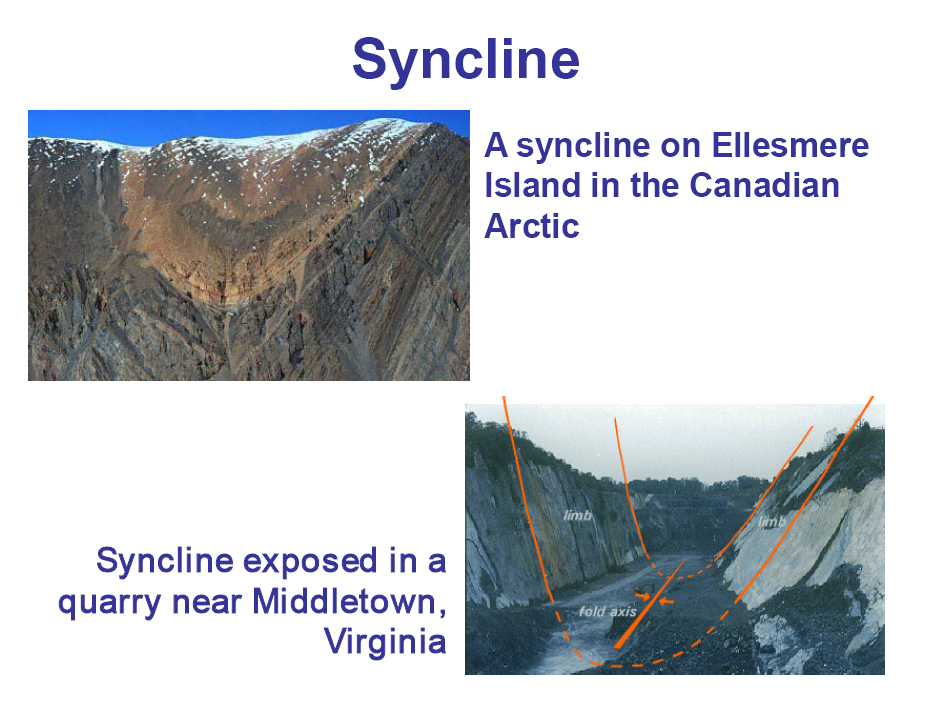 Syncline
A syncline on Ellesmere
Island in the Canadian
Arctic
limb
limb
fold axis
Syncline exposed in a
quarry near Middletown,
Virginia